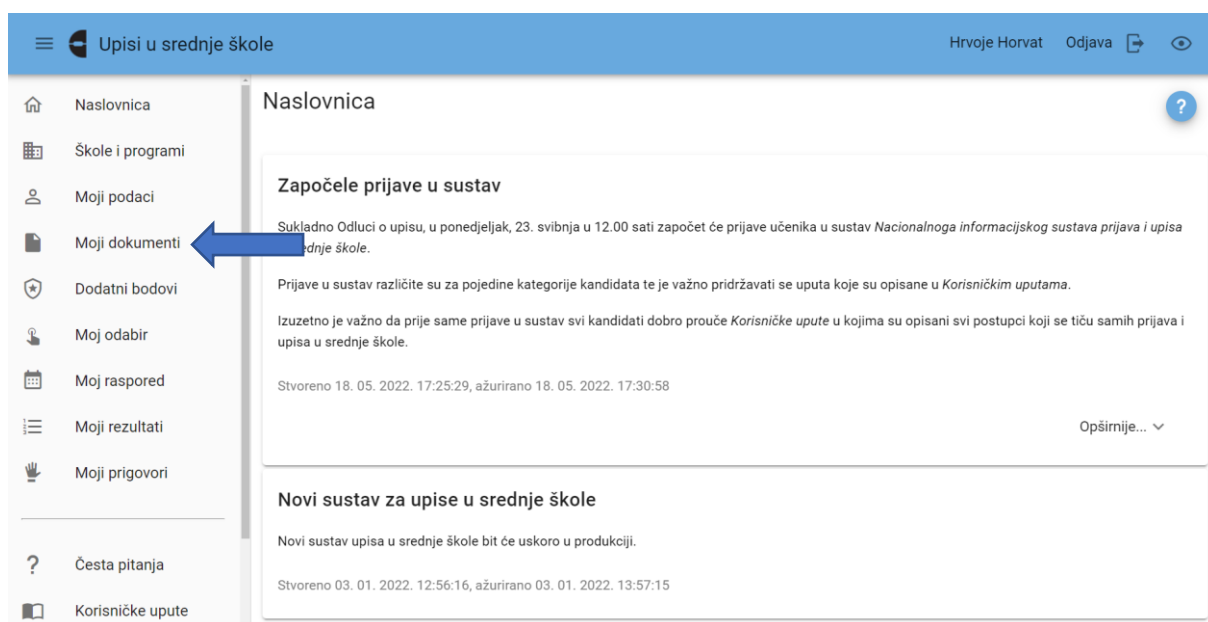 Upisi u srednje škole
Hrvoje Horvat Odjava
Naslovnica
Škole i programi
Moji podaci
Moji dokumenti
Dodatni bodovi
Moj odabir
Moj raspored
Moji rezultati
Moji prigovori
? Česta pitanja
Korisničke upute
Naslovnica
?
Započele prijave u sustav
Sukladno Odluci o upisu, u ponedjeljak, 23. svibnja u 12.00 sati započet će prijave učenika u sustav Nacionalnoga informacijskog sustava prijava i upisa
škole.
Prijave u sustav različite su za pojedine kategorije kandidata te je važno pridržavati se uputa koje su opisane u Korisničkim uputama.
Izuzetno je važno da prije same prijave u sustav svi kandidati dobro prouče Korisničke upute u kojima su opisani svi postupci koji se tiču samih prijava i
upisa u srednje škole.
Stvoreno 18. 05. 2022. 17:25:29, ažurirano 18. 05. 2022. 17:30:58
Opširnije...
Novi sustav za upise u srednje škole
Novi sustav upisa u srednje škole bit će uskoro u produkciji.
Stvoreno 03. 01. 2022. 12:56:16, ažurirano 03. 01. 2022. 13:57:15